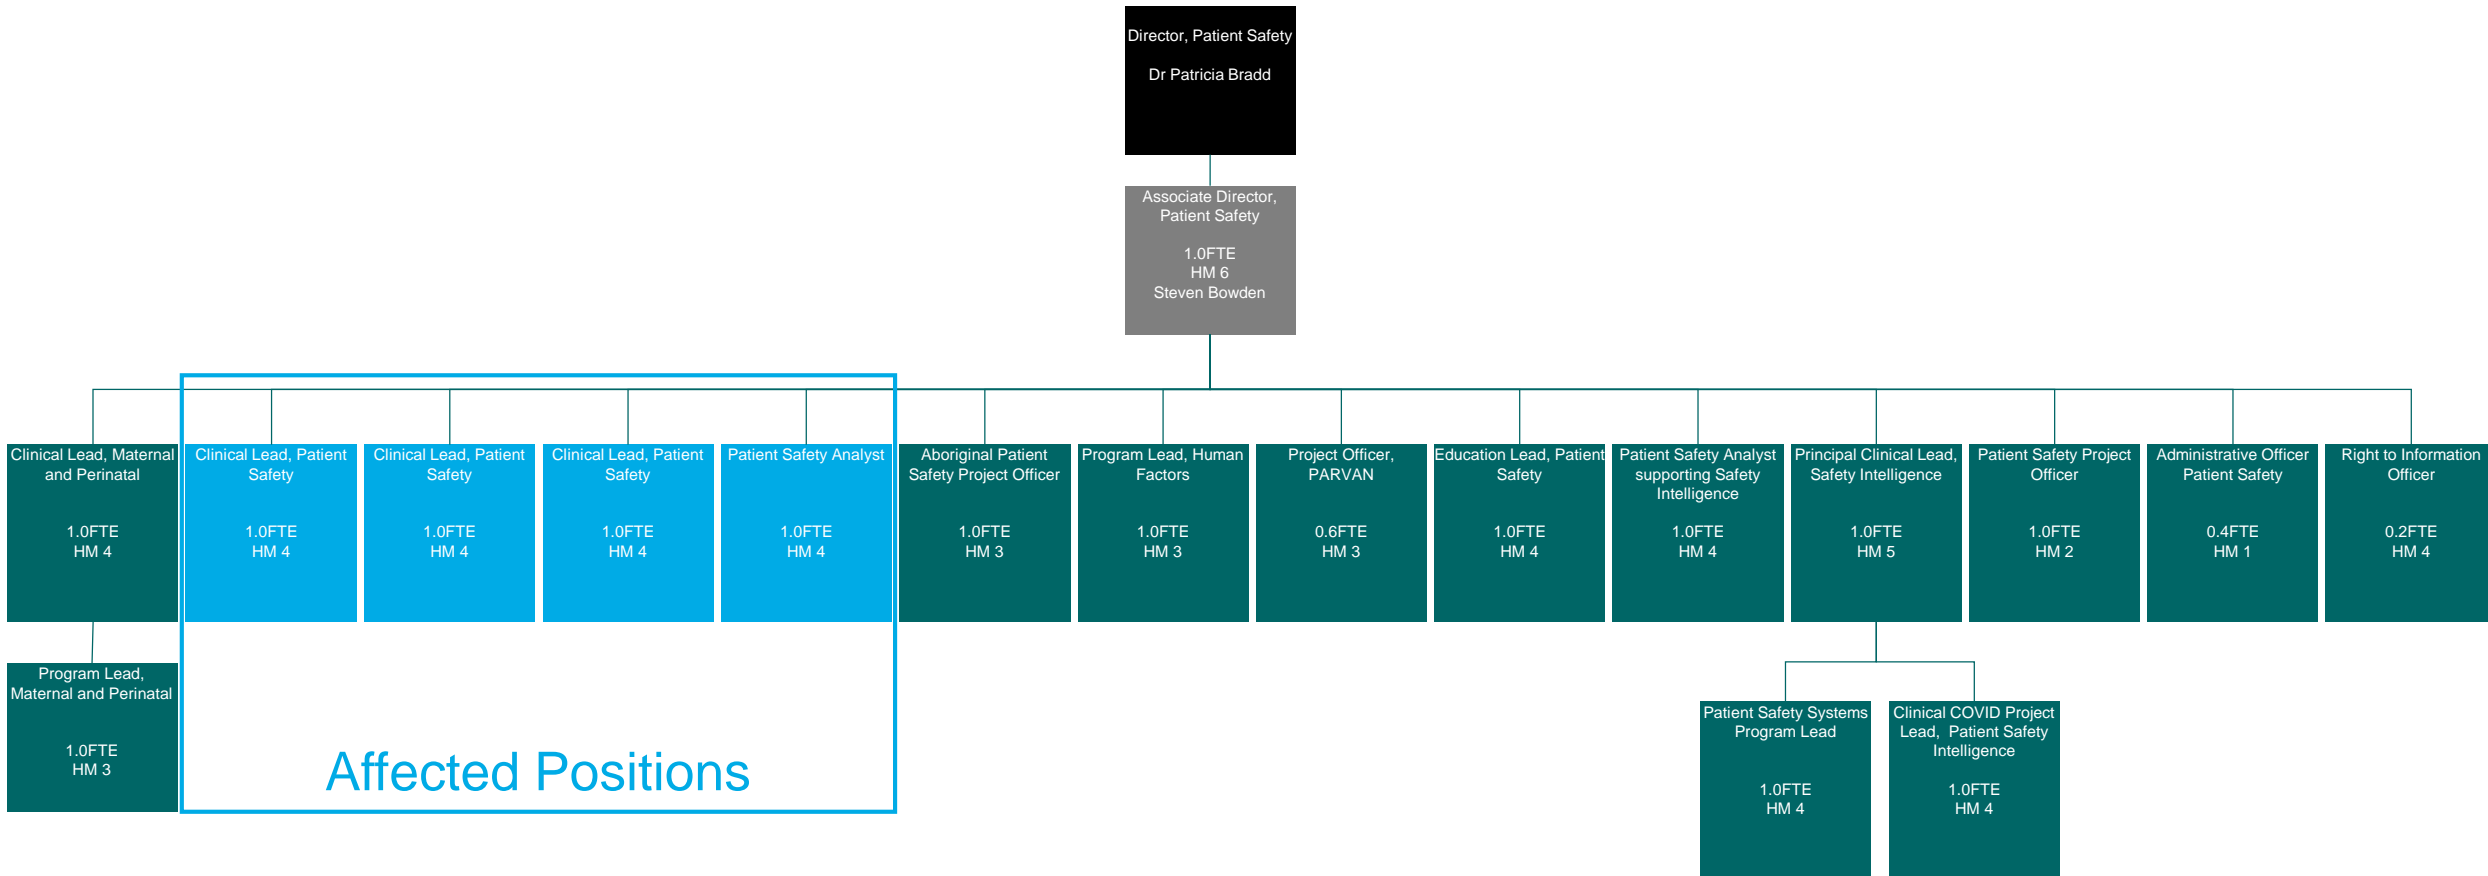 Director, Patient Safety
Dr Patricia Bradd
Associate Director,
Patient Safety
1.0FTE
HM 6
Steven Bowden
Clinical Lead, Maternal
and Perinatal
1.0FTE
HM 4
Clinical Lead, Patient
Safety
1.0FTE
HM 4
Clinical Lead, Patient
Safety
1.0FTE
HM 4
Clinical Lead, Patient
Safety
1.0FTE
HM 4
Patient Safety Analyst
1.0FTE
HM 4
Aboriginal Patient
Safety Project Officer
1.0FTE
HM 3
Program Lead, Human
Factors
1.0FTE
HM 3
Project Officer,
PARVAN
0.6FTE
HM 3
Education Lead, Patient
Safety
1.0FTE
HM 4
Patient Safety Analyst
supporting Safety
Intelligence
1.0FTE
HM 4
Principal Clinical Lead,
Safety Intelligence
1.0FTE
HM 5
Patient Safety Project
Officer
1.0FTE
HM 2
Administrative Officer
Patient Safety
0.4FTE
HM 1
Right to Information
Officer
0.2FTE
HM 4
Program Lead,
Maternal and Perinatal
1.0FTE
HM 3
Affected Positions
Patient Safety Systems
Program Lead
1.0FTE
HM 4
Clinical COVID Project
Lead, Patient Safety
Intelligence
1.0FTE
HM 4